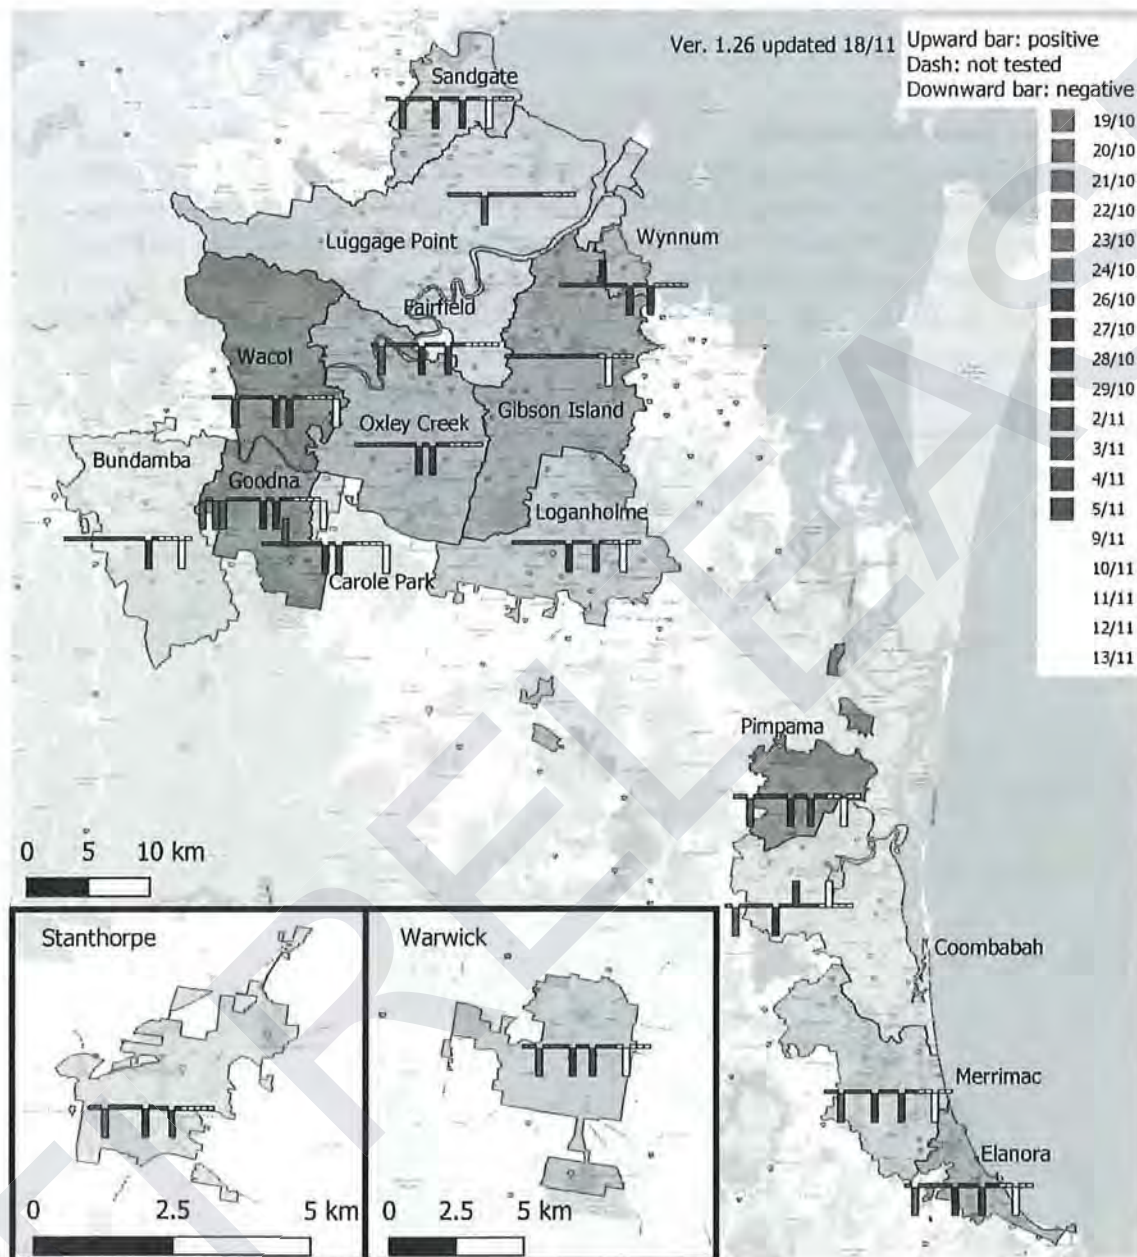 Ver. 1.26 updated 18/11
Upward bar: positive
Dash: not tested
Downward bar: negative
19/10
20/10
21/10
22/10
23/10
24/10
26/10
27/10
28/10
29/10
2/11
3/11
4/11
5/11
9/11
10/11
11/11
12/11
13/11
Sandgate
Luggage Point
Wynnum
Fairfield
Wacol
Gibson Island
Oxley Creek
Bundamba
Goodna
Loganholme
Carole Park
Pimpama
0 5 10 km
Coombabah
Merrimac
Elanora
Stanthorpe
0 2.5 5 km
Warwick
0 2.5 5 km